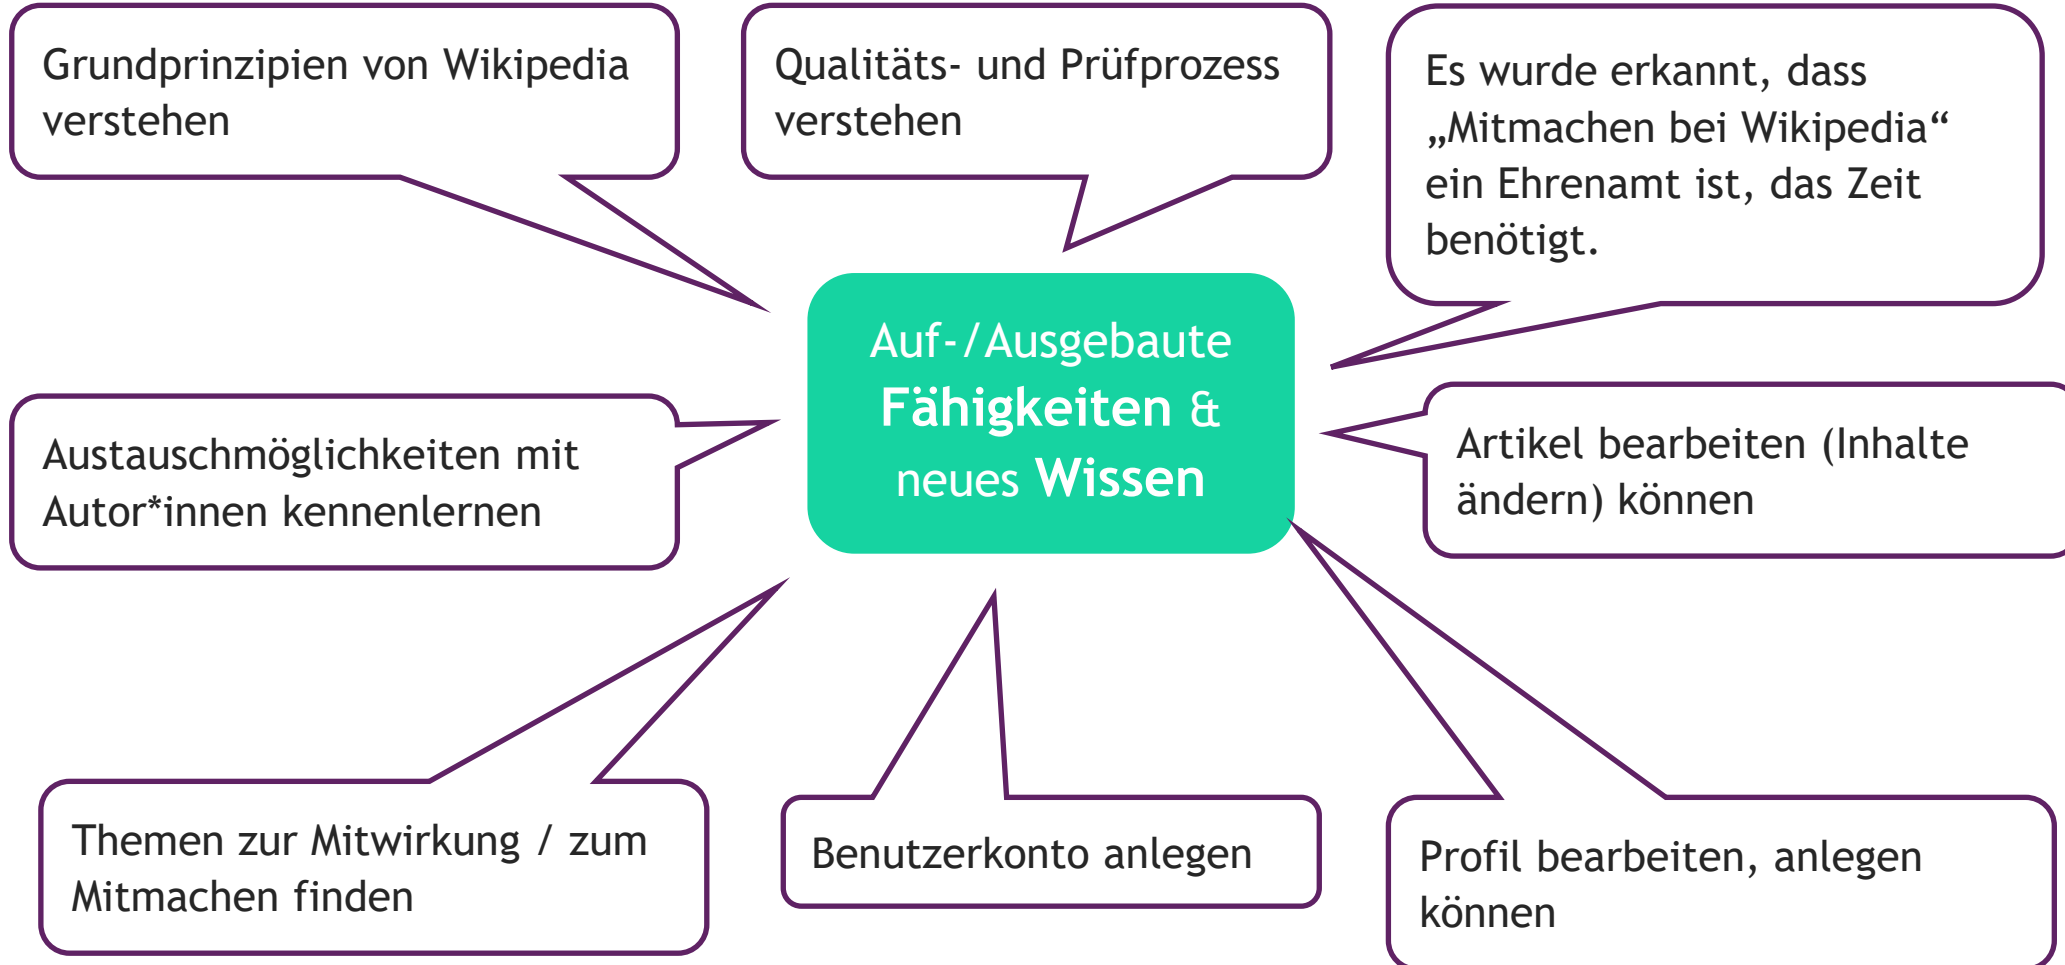 Grundprinzipien von Wikipedia
verstehen
Qualitäts- und Prüfprozess
verstehen
Es wurde erkannt, dass
„Mitmachen bei Wikipedia“
ein Ehrenamt ist, das Zeit
benötigt.
Auf-/Ausgebaute
Fähigkeiten &
neues Wissen
Austauschmöglichkeiten mit
Autor*innen kennenlernen
Artikel bearbeiten (Inhalte
ändern) können
Themen zur Mitwirkung / zum
Mitmachen finden
Benutzerkonto anlegen
Profil bearbeiten, anlegen
können